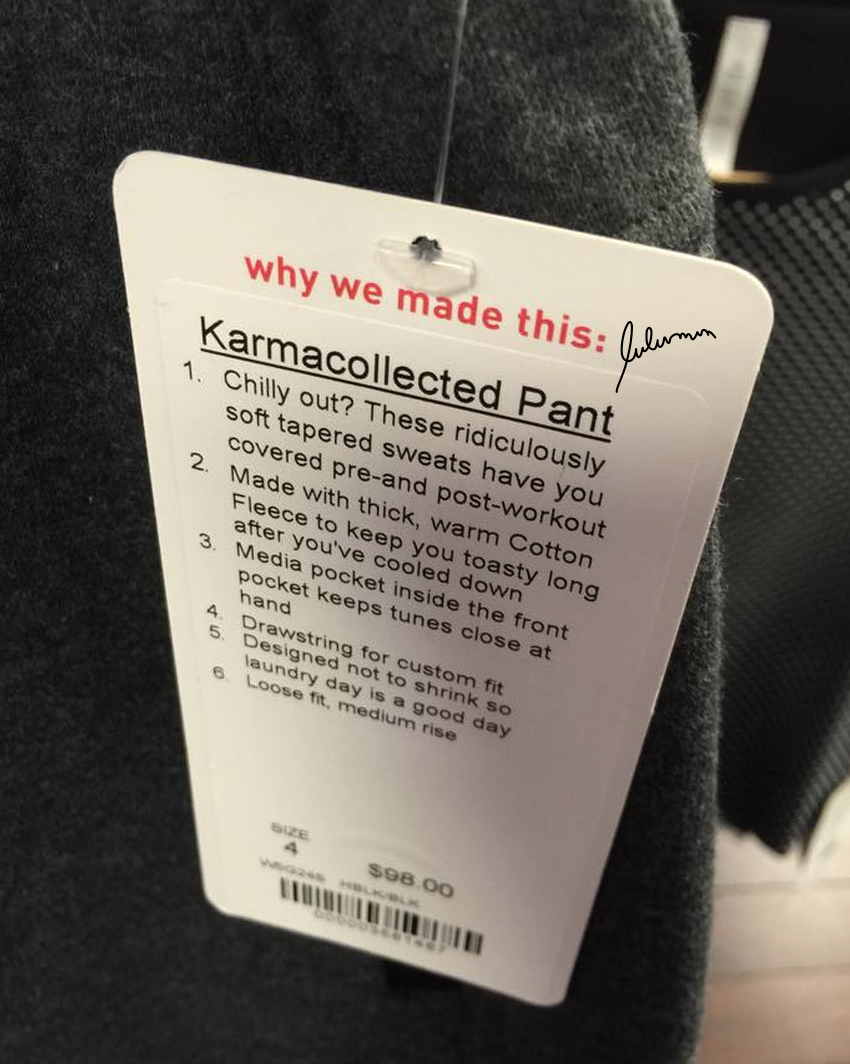 why we made this:
Karmacollected Pant
1. Chilly out? These ridiculously
soft tapered sweats have you
covered pre-and post-workout
2. Made with thick, warm Cotton
Fleece to keep you toasty long
after you've cooled down
3. Media pocket inside the front
pocket keeps tunes close at
hand
4. Drawstring for custom fit
5. Designed not to shrink so
laundry day is a good day
6. Loose fit, medium rise
SIZE
4
$98.00
HBLK/BLK